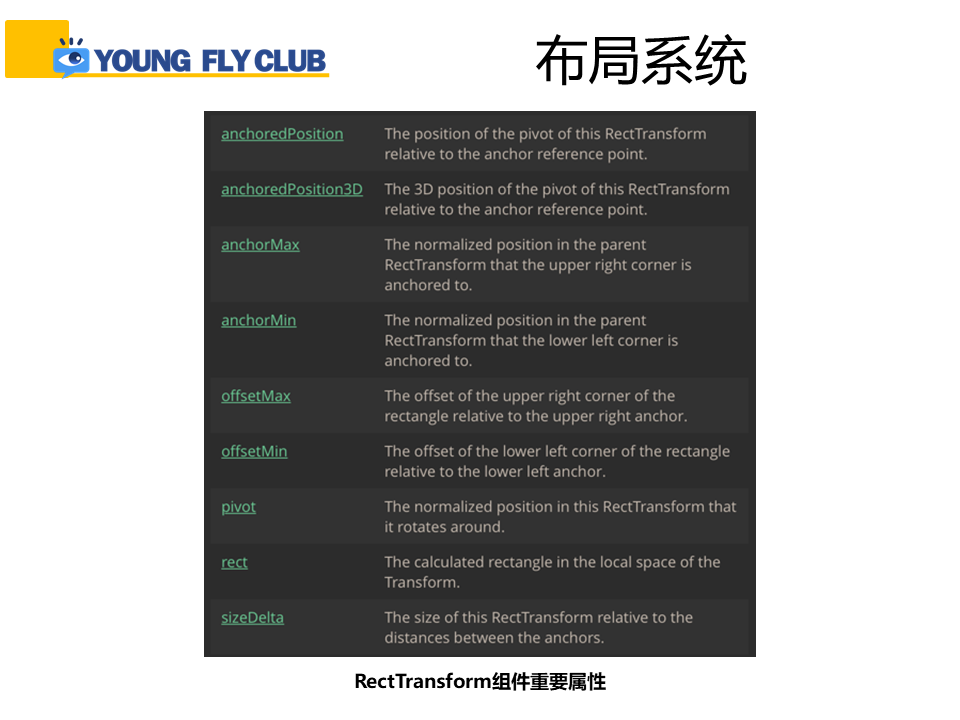 YOUNG FLY CLUB
布局系统
anchoredPosition
The position of the pivot of this RectTransform
relative to the anchor reference point.
anchoredPosition3D
The 3D position of the pivot of this RectTransform
relative to the anchor reference point.
anchorMax
The normalized position in the parent
RectTransform that the upper right corner is
anchored to.
anchorMin
The normalized position in the parent
RectTransform that the lower left corner is
anchored to.
offsetMax
The offset of the upper right corner of the
rectangle relative to the upper right anchor.
offsetMin
The offset of the lower left corner of the rectangle
relative to the lower left anchor.
pivot
The normalized position in this RectTransform that
it rotates around.
rect
The calculated rectangle in the local space of the
Transform.
sizeDelta
The size of this RectTransform relative to the
distances between the anchors.
RectTransform组件重要属性